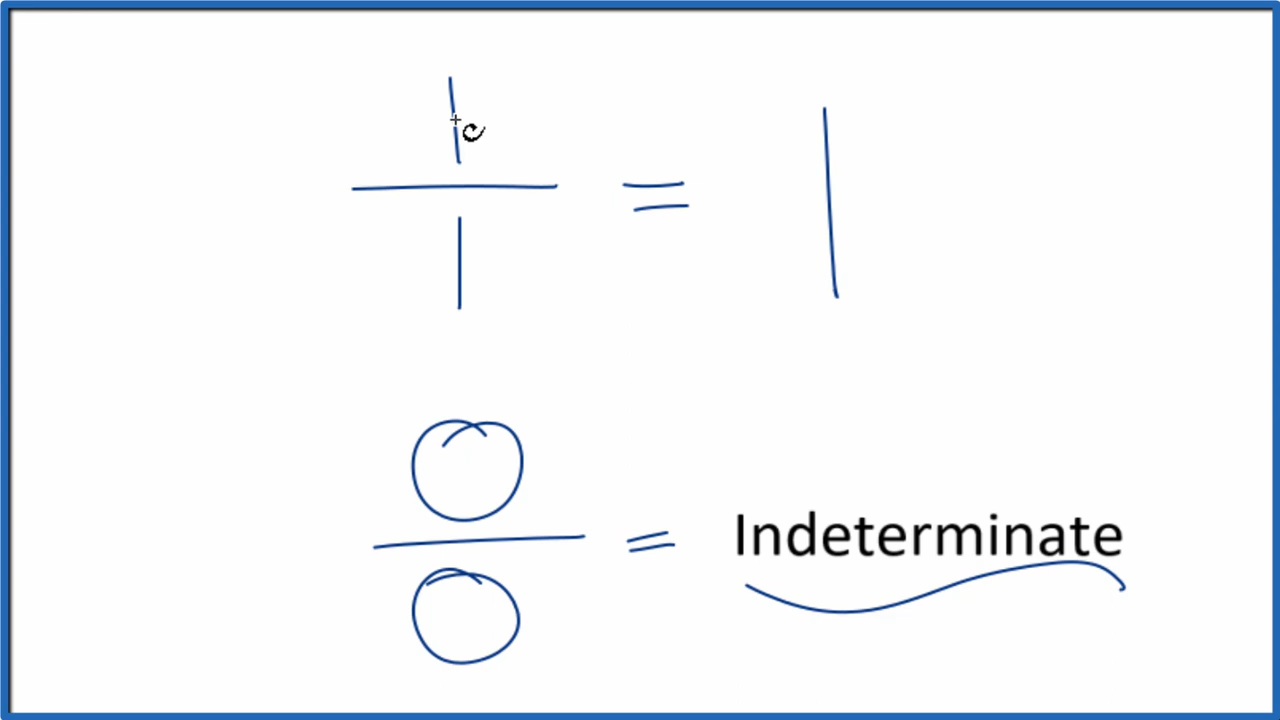 1/1 = 1
0/0 = Indeterminate